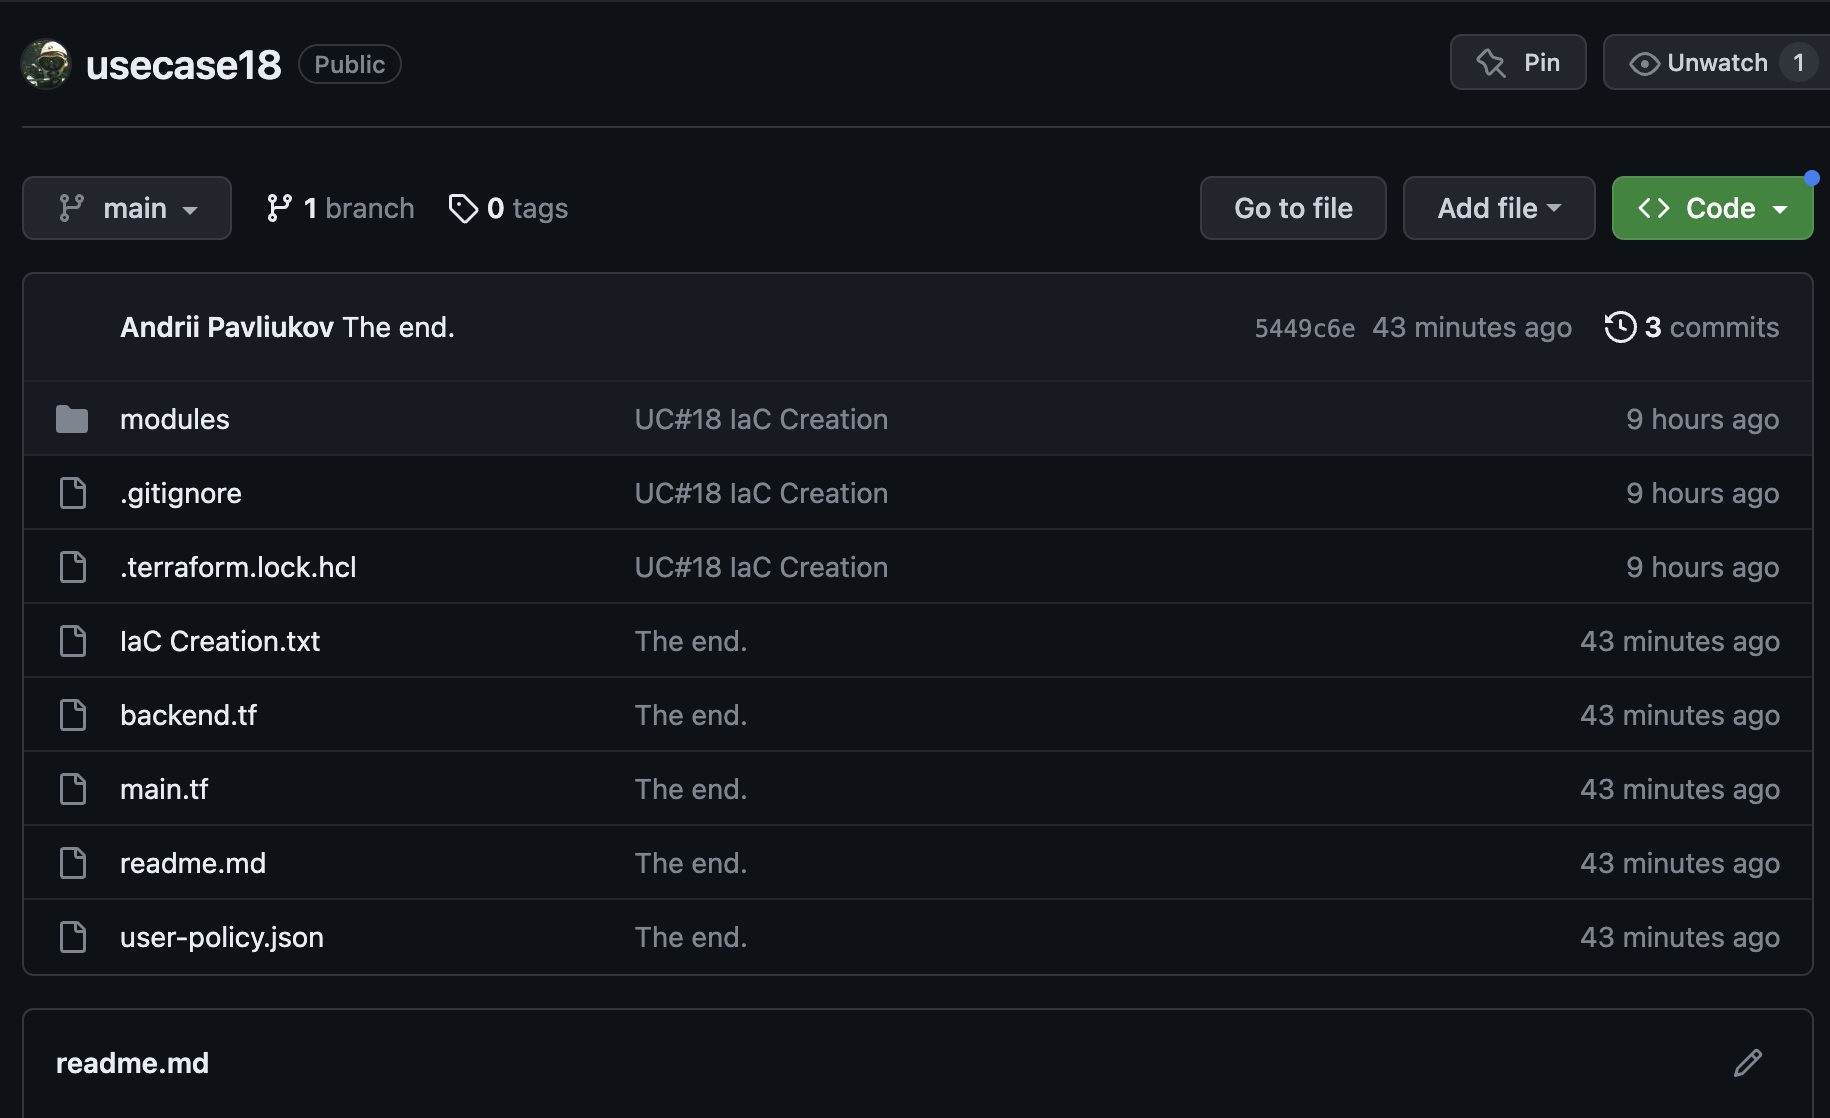 usecase18 Public Pin Unwatch 1
main 1 branch 0 tags Go to file Add file <> Code
Andrii Pavliukov The end. 5449c6e 43 minutes ago 3 commits
modules UC#18 IaC Creation 9 hours ago
.gitignore UC#18 IaC Creation 9 hours ago
.terraform.lock.hcl UC#18 IaC Creation 9 hours ago
IaC Creation.txt The end. 43 minutes ago
backend.tf The end. 43 minutes ago
main.tf The end. 43 minutes ago
readme.md The end. 43 minutes ago
user-policy.json The end. 43 minutes ago
readme.md